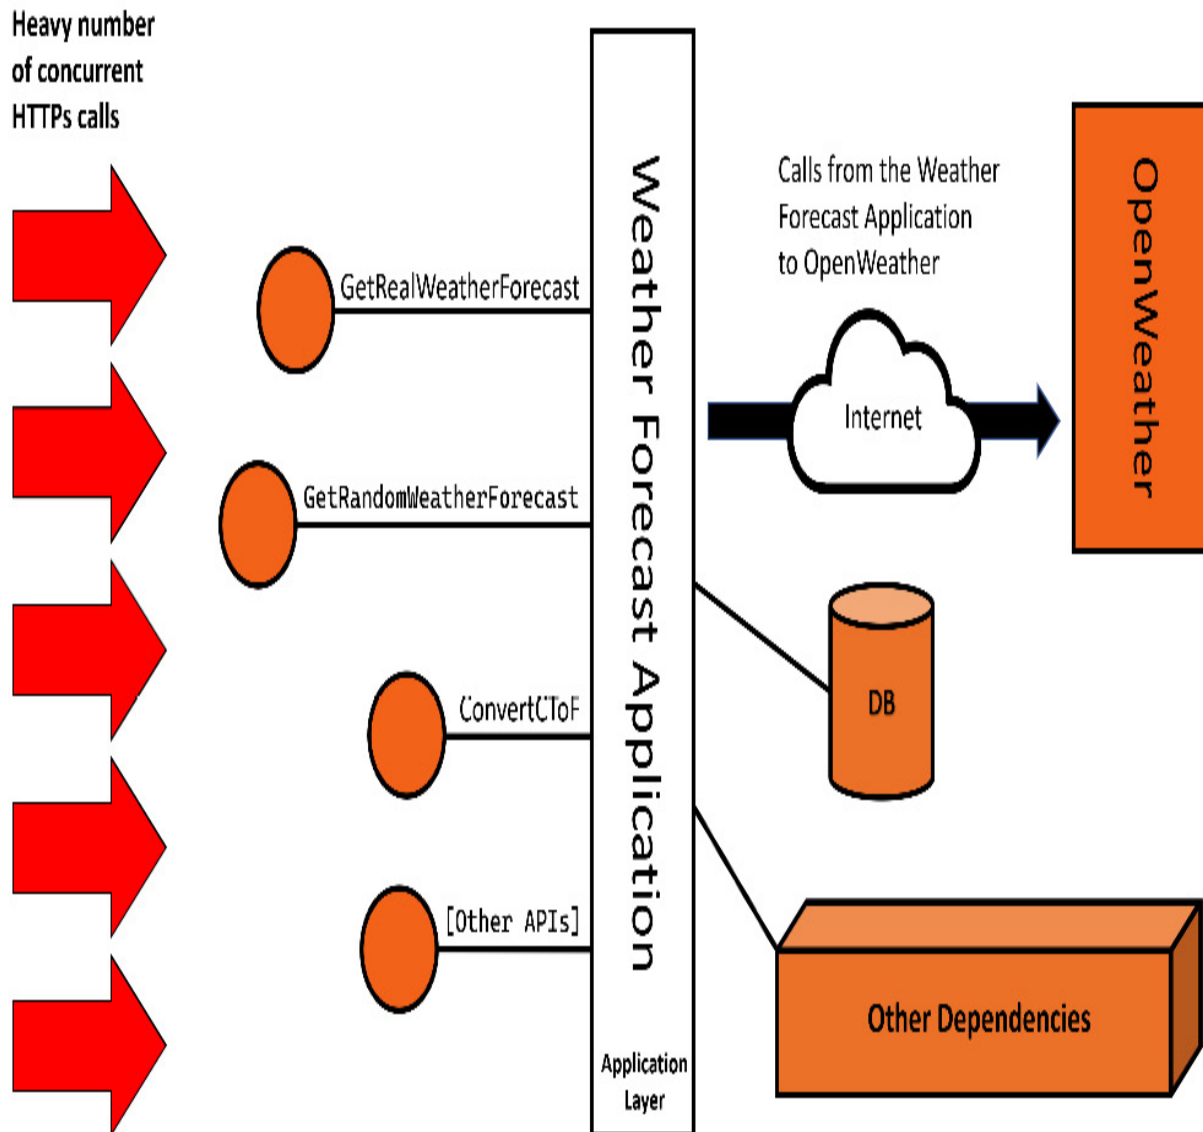 Heavy number
of concurrent
HTTPs calls
GetRealWeatherForecast
GetRandomWeatherForecast
ConvertCToF
[Other APIs]
Weather Forecast Application
Application
Layer
Calls from the Weather
Forecast Application
to OpenWeather
Internet
OpenWeather
DB
Other Dependencies